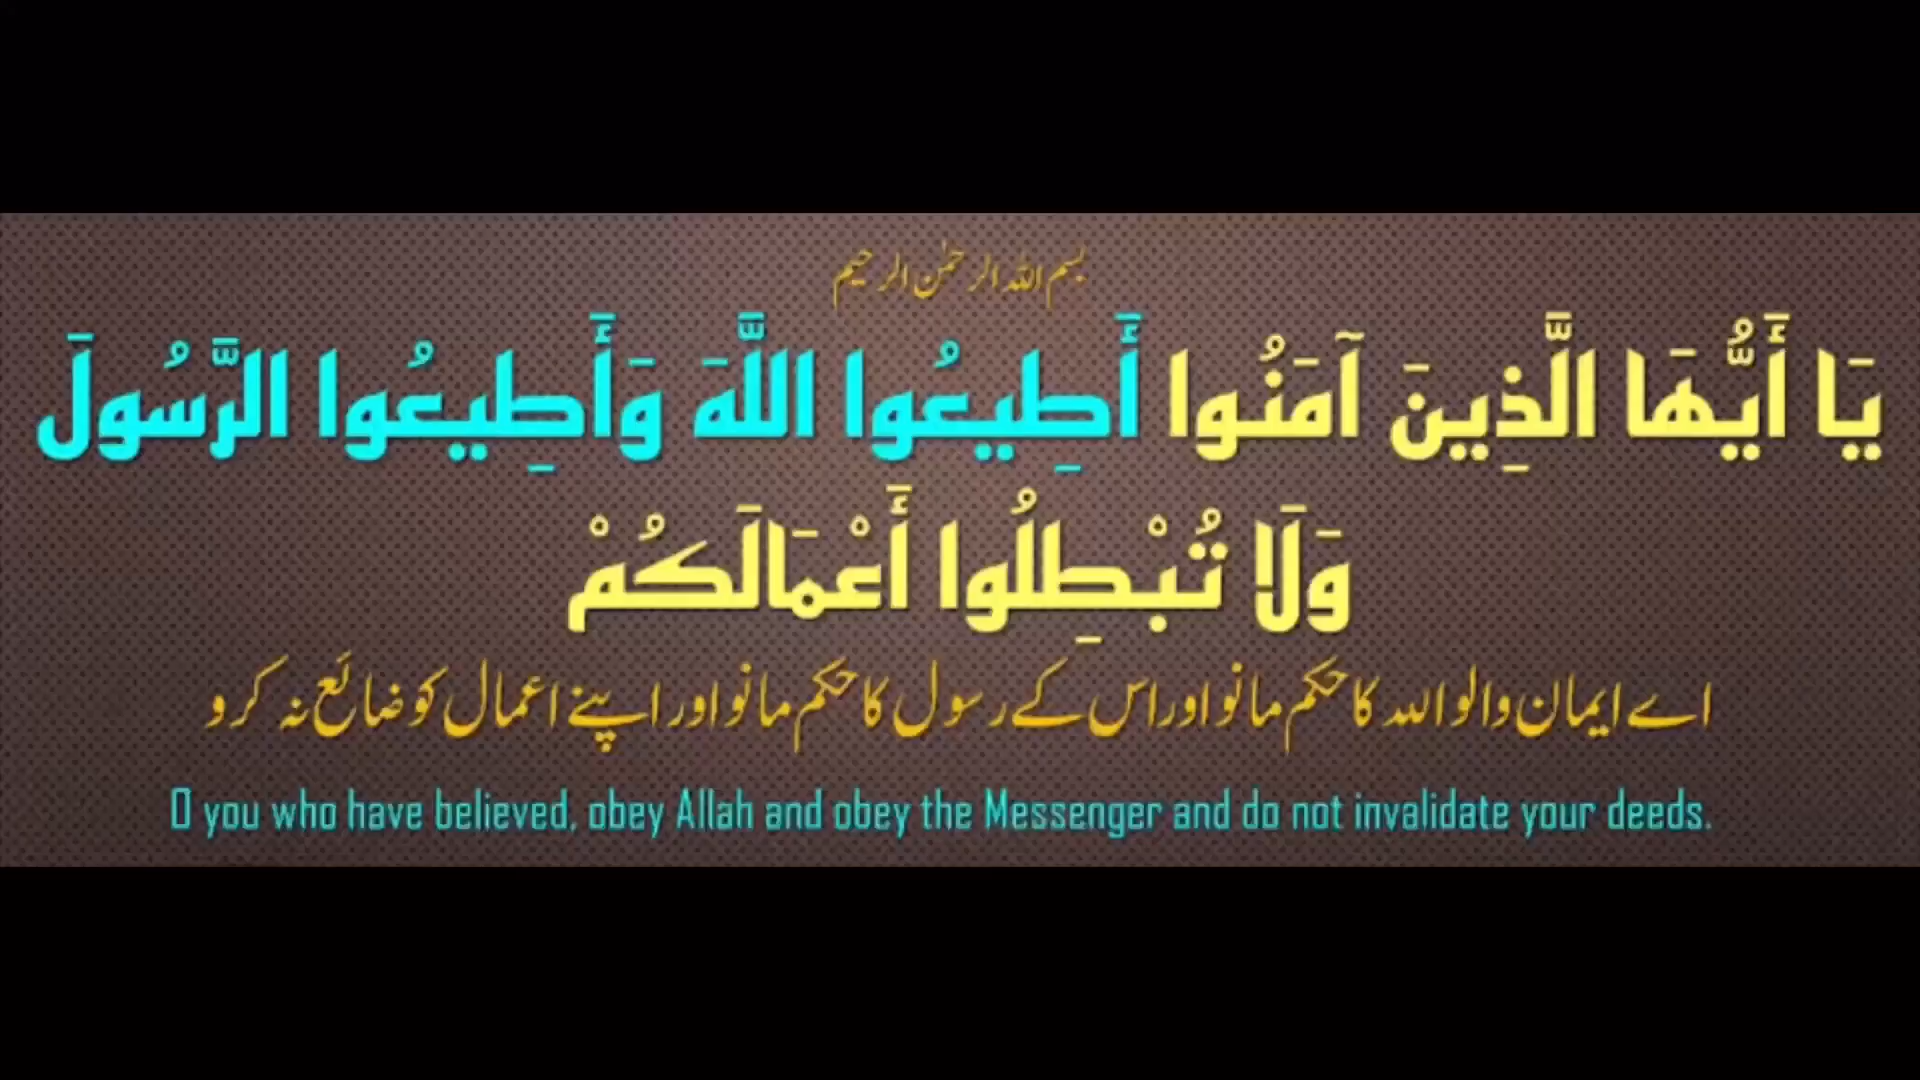 بسم اللہ الرحمٰن الرحیم
يَا أَيُّهَا الَّذِينَ آمَنُوا أَطِيعُوا اللَّهَ وَأَطِيعُوا الرَّسُولَ
وَلَا تُبْطِلُوا أَعْمَالَكُمْ
اے ایمان والو اللہ کا حکم مانو اور اس کے رسول کا حکم مانو اور اپنے اعمال کو ضائع نہ کرو
O you who have believed, obey Allah and obey the Messenger and do not invalidate your deeds.